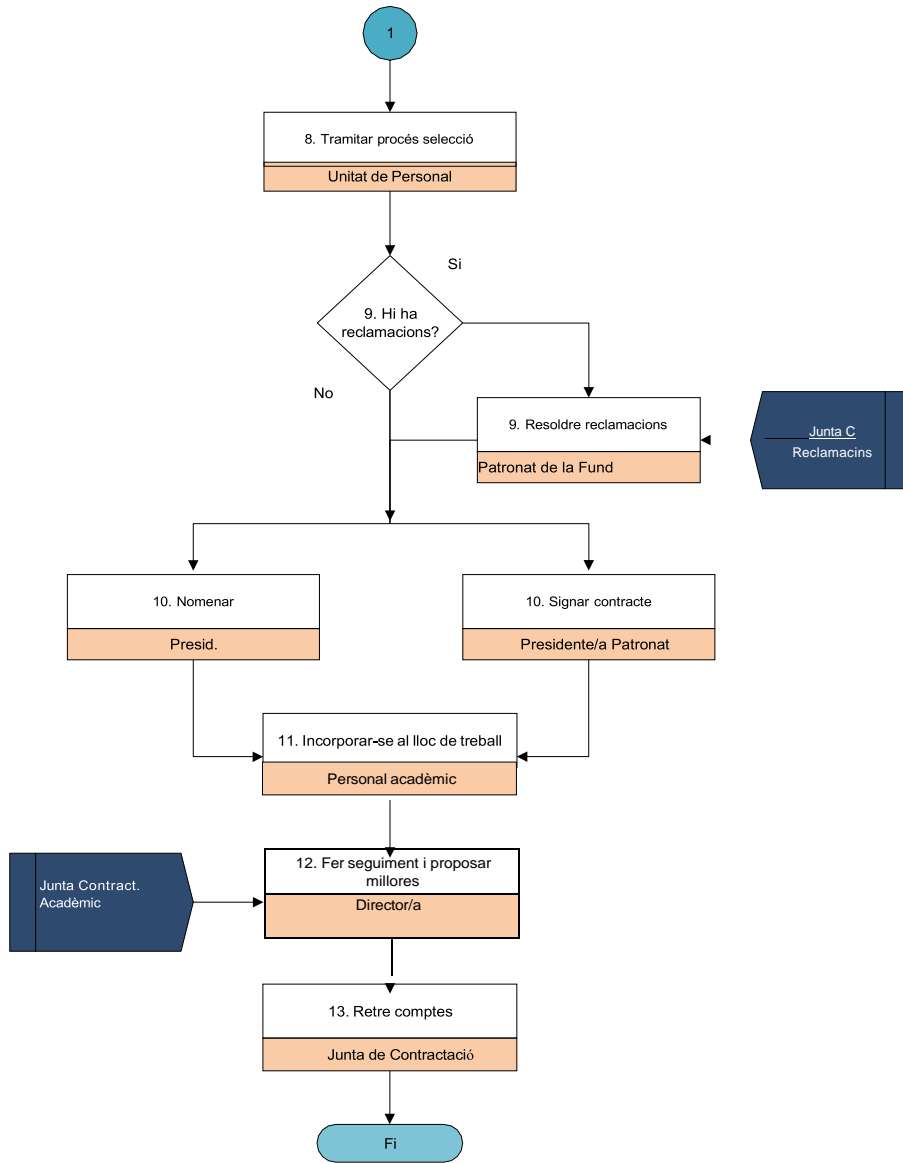 1
8. Tramitar procés selecció
Unitat de Personal
Si
9. Hi ha
reclamacions?
No
9. Resoldre reclamacions
Patronat de la Fund
Junta C
Reclamacins
10. Nomenar
Presid.
10. Signar contracte
Presidente/a Patronat
11. Incorporar-se al lloc de treball
Personal acadèmic
12. Fer seguiment i proposar
millores
Director/a
Junta Contract.
Acadèmic
13. Retre comptes
Junta de Contractació
Fi